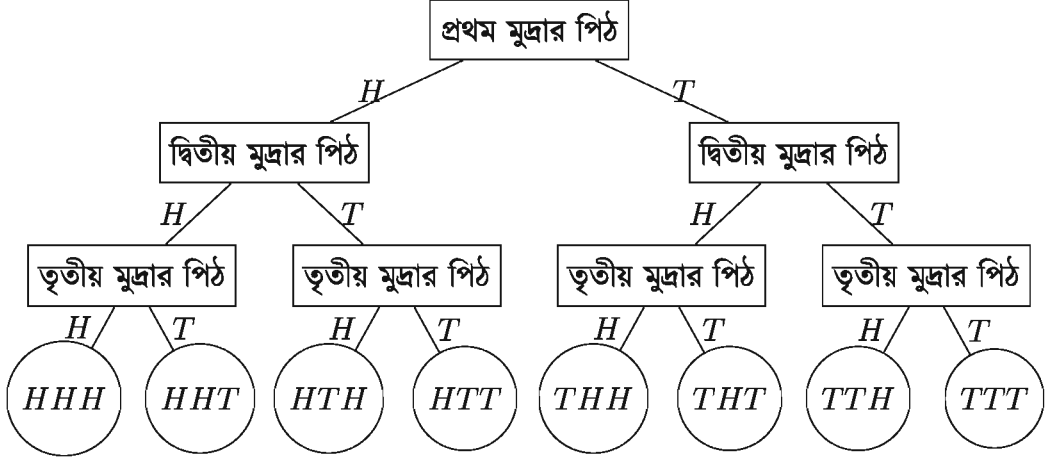 প্রথম মুদ্রার পিঠ
H T
দ্বিতীয় মুদ্রার পিঠ দ্বিতীয় মুদ্রার পিঠ
H T H T
তৃতীয় মুদ্রার পিঠ তৃতীয় মুদ্রার পিঠ তৃতীয় মুদ্রার পিঠ তৃতীয় মুদ্রার পিঠ
H T H T H T H T
HHH HHT HTH HTT THH THT TTH TTT